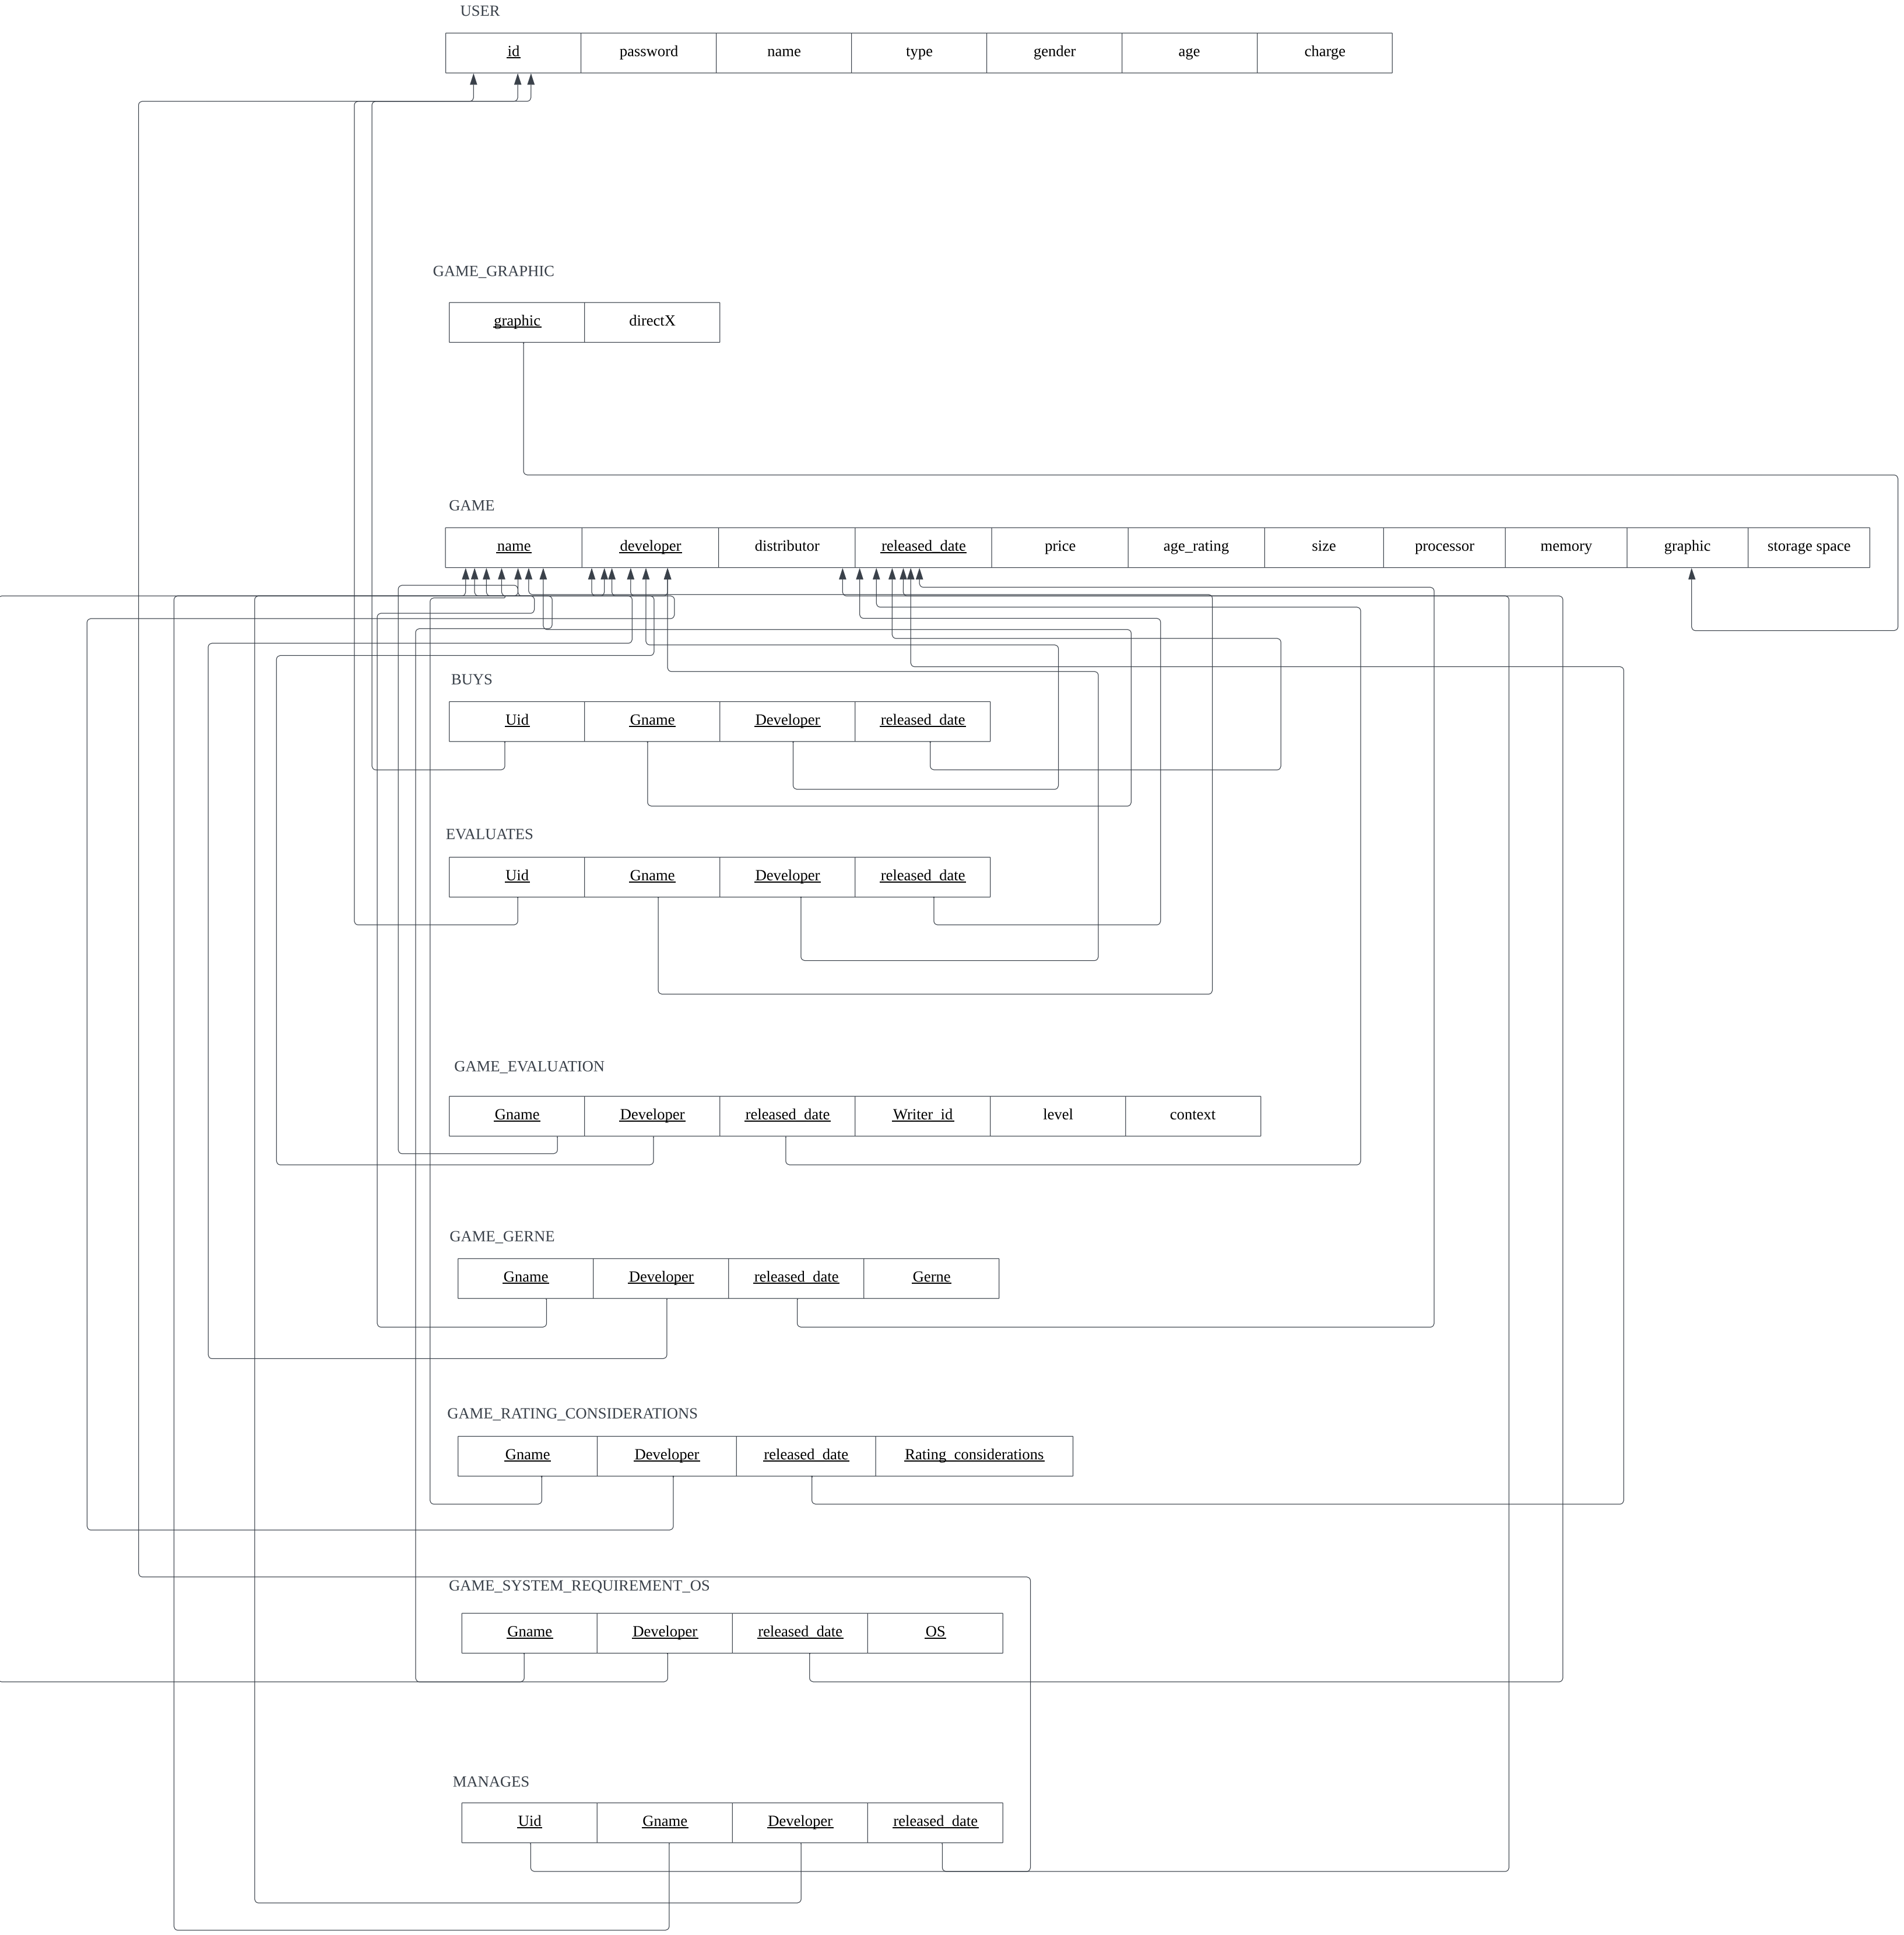 USER
id password name type gender age charge
GAME_GRAPHIC
graphic directX
GAME
name developer distributor released_date price age_rating size processor memory graphic storage space
BUYS
Uid Gname Developer released_date
EVALUATES
Uid Gname Developer released_date
GAME_EVALUATION
Gname Developer released_date Writer_id level context
GAME_GERNE
Gname Developer released_date Gerne
GAME_RATING_CONSIDERATIONS
Gname Developer released_date Rating_considerations
GAME_SYSTEM_REQUIREMENT_OS
Gname Developer released_date OS
MANAGES
Uid Gname Developer released_date